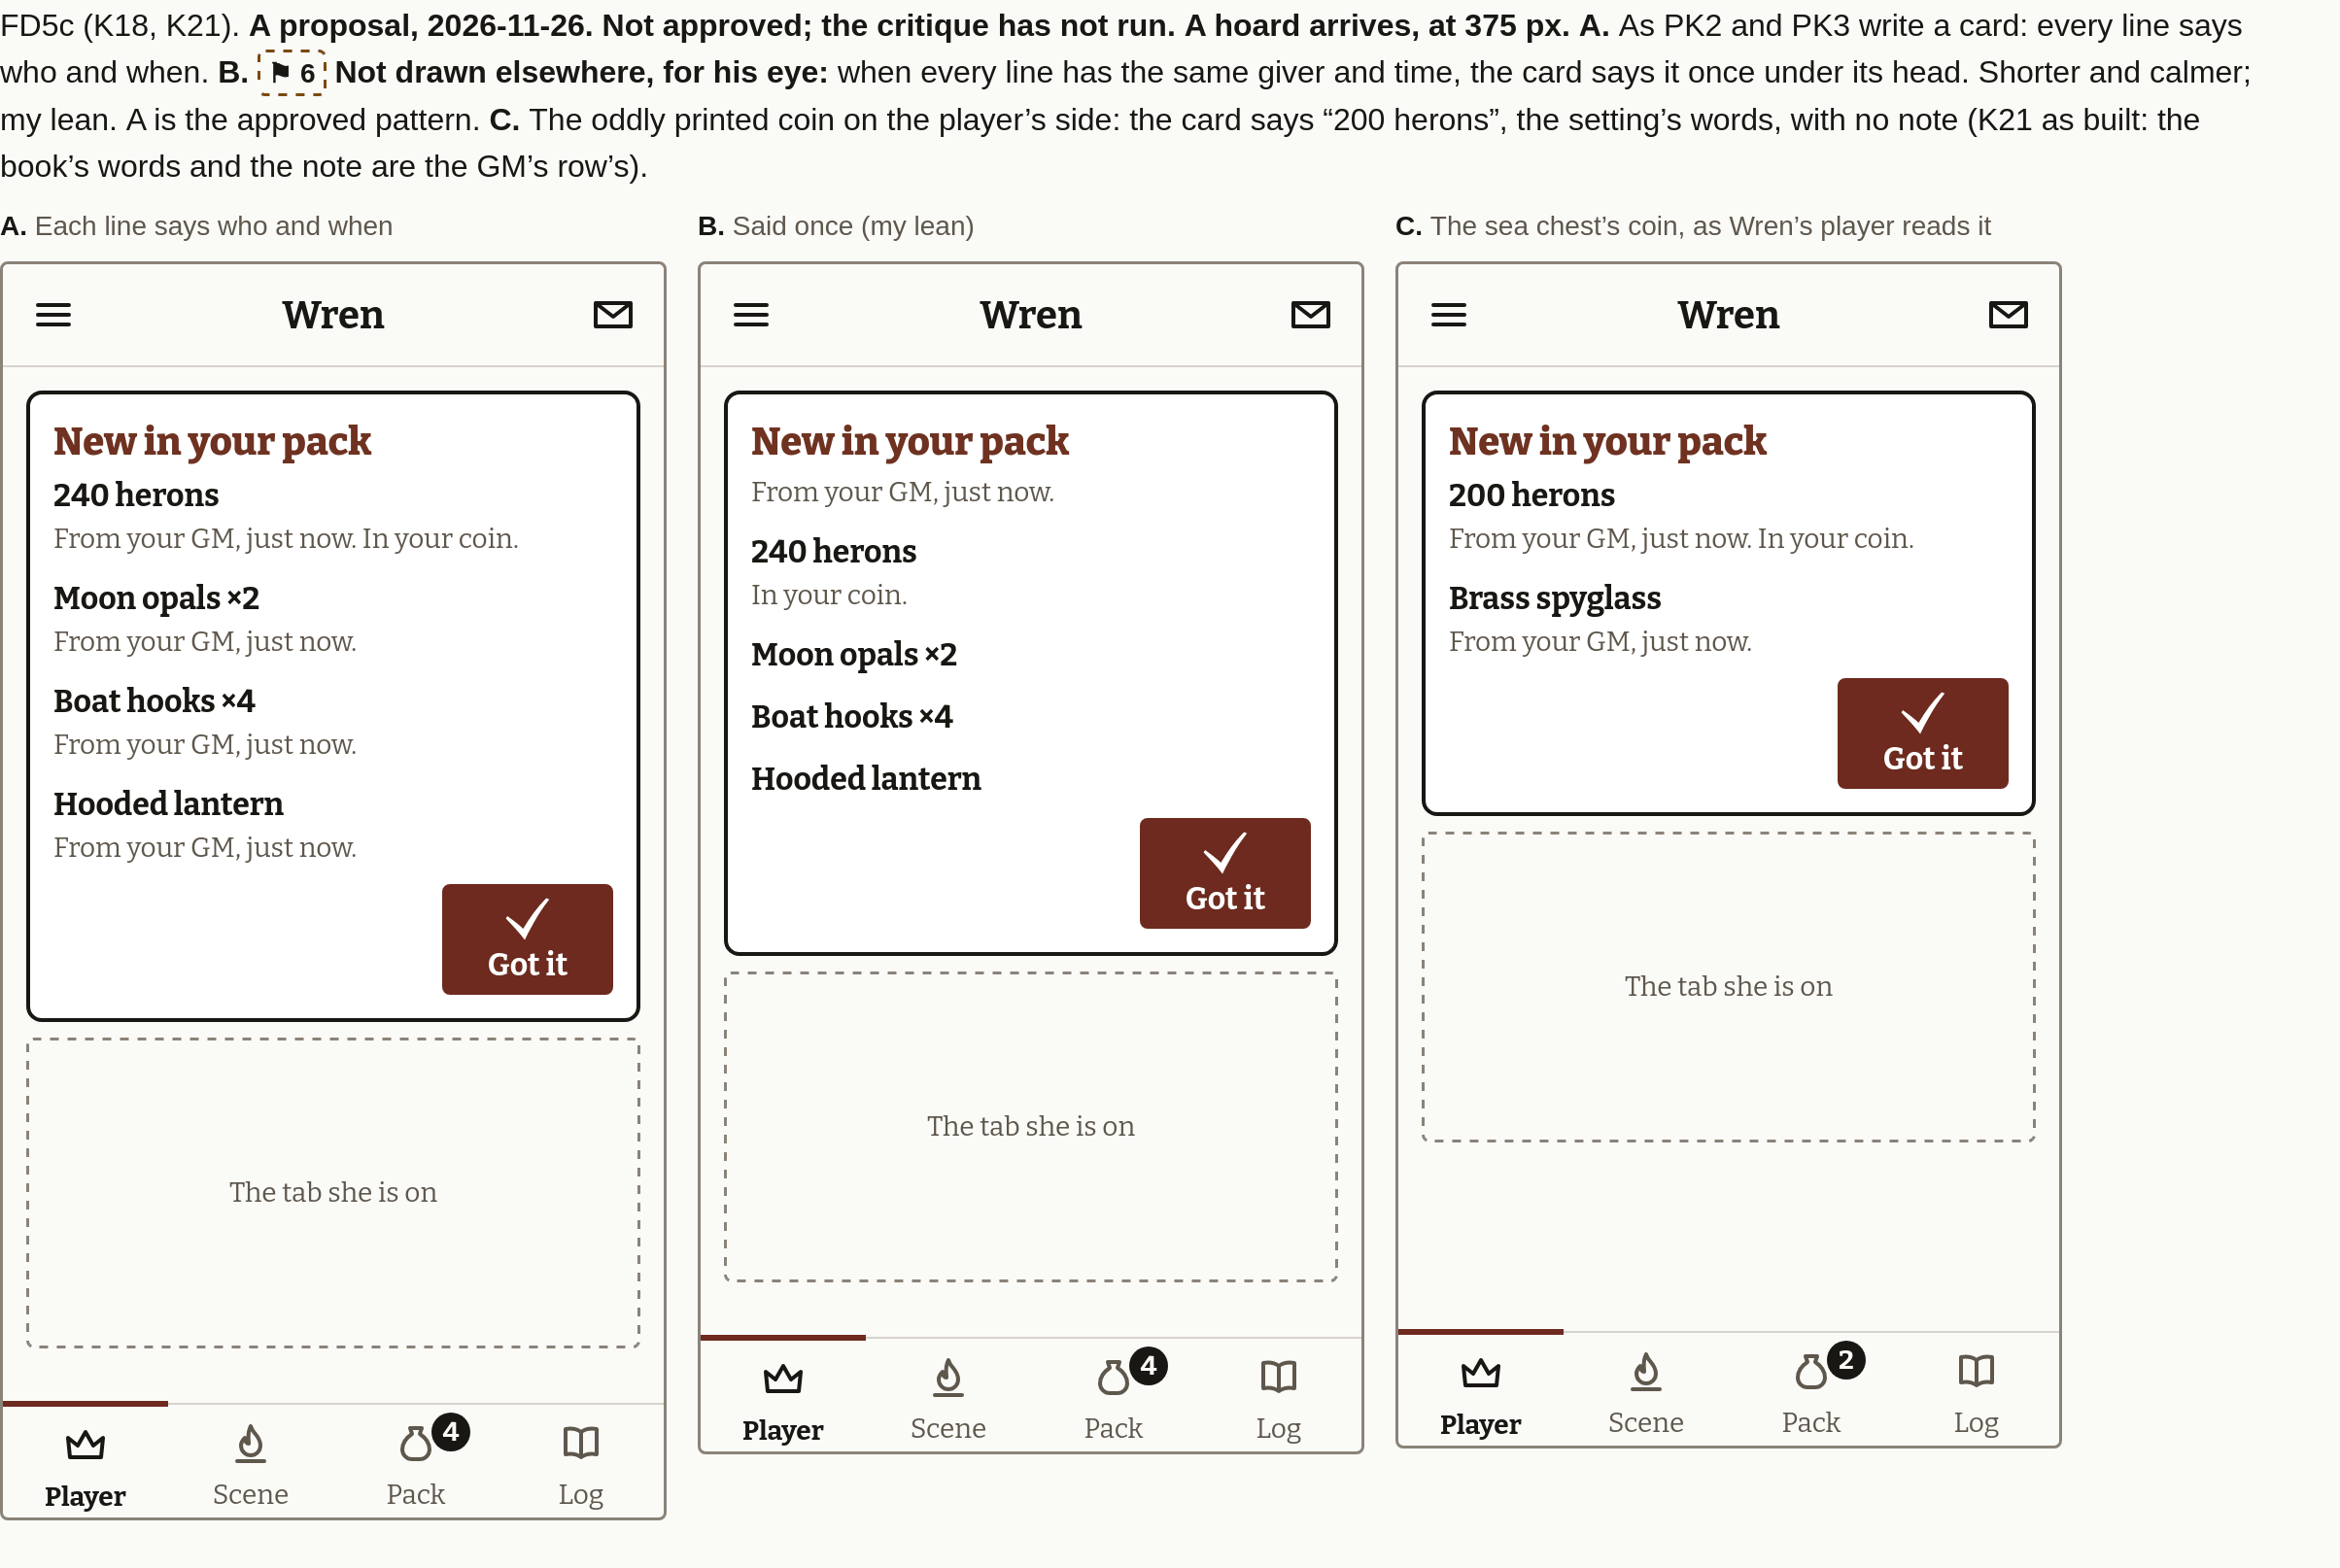 FD5c (K18, K21). A proposal, 2026-11-26. Not approved; the critique has not run. A hoard arrives, at 375 px. A. As PK2 and PK3 write a card: every line says
who and when. B. ⚑ 6 Not drawn elsewhere, for his eye: when every line has the same giver and time, the card says it once under its head. Shorter and calmer;
my lean. A is the approved pattern. C. The oddly printed coin on the player’s side: the card says “200 herons”, the setting’s words, with no note (K21 as built: the
book’s words and the note are the GM’s row’s).
A. Each line says who and when
Wren
New in your pack
240 herons
From your GM, just now. In your coin.
Moon opals ×2
From your GM, just now.
Boat hooks ×4
From your GM, just now.
Hooded lantern
From your GM, just now.
Got it
The tab she is on
Player
Scene
4
Pack
Log
B. Said once (my lean)
Wren
New in your pack
From your GM, just now.
240 herons
In your coin.
Moon opals ×2
Boat hooks ×4
Hooded lantern
Got it
The tab she is on
Player
Scene
4
Pack
Log
C. The sea chest’s coin, as Wren’s player reads it
Wren
New in your pack
200 herons
From your GM, just now. In your coin.
Brass spyglass
From your GM, just now.
Got it
The tab she is on
Player
Scene
2
Pack
Log